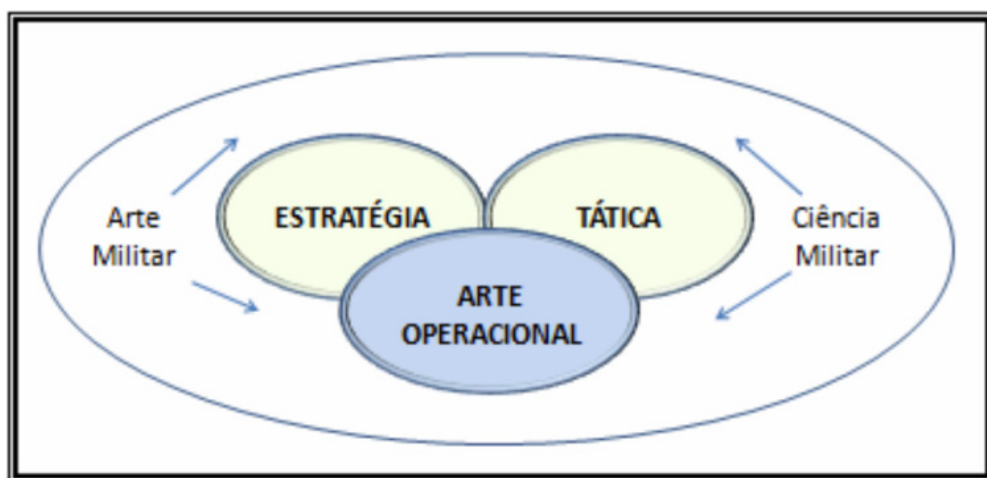 Arte
Militar
ESTRATÉGIA
TÁTICA
Ciência
Militar
ARTE
OPERACIONAL